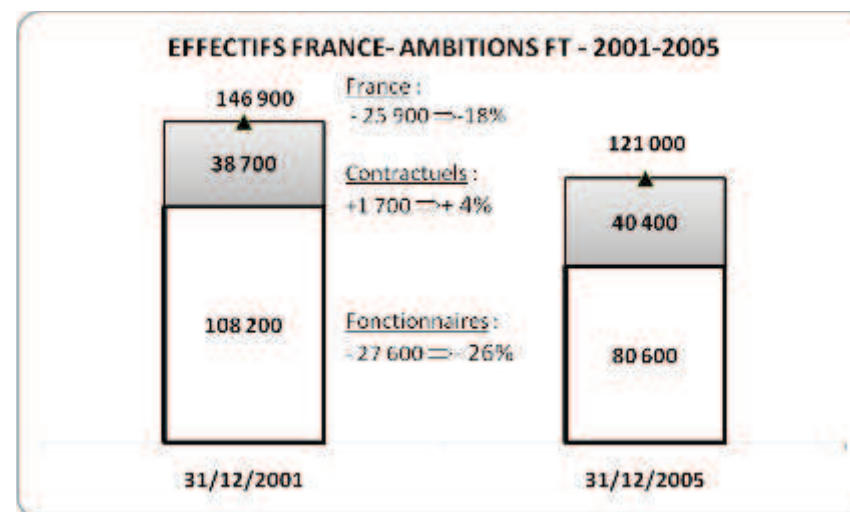 EFFECTIFS FRANCE- AMBITIONS FT - 2001-2005
146 900
38 700
108 200
31/12/2001
France :
- 25 900 ⇒-18%
Contractuels :
+1 700 ⇒+ 4%
Fonctionnaires :
- 27 600 ⇒- 26%
121 000
40 400
80 600
31/12/2005